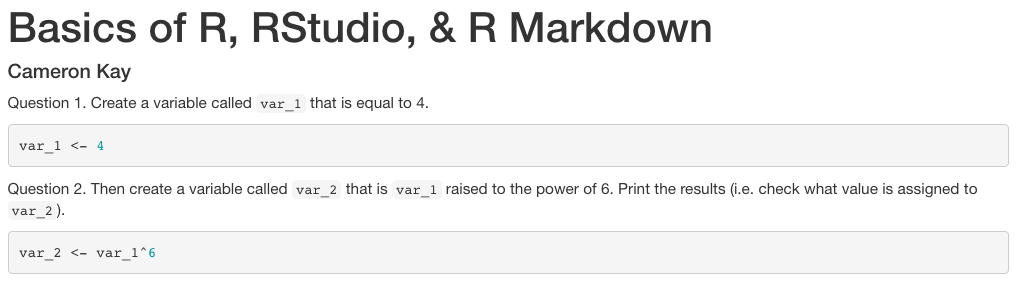 Basics of R, RStudio, & R Markdown
Cameron Kay
Question 1. Create a variable called var_1 that is equal to 4.
var_1 <- 4
Question 2. Then create a variable called var_2 that is var_1 raised to the power of 6. Print the results (i.e. check what value is assigned to
var_2 ).
var_2 <- var_1^6